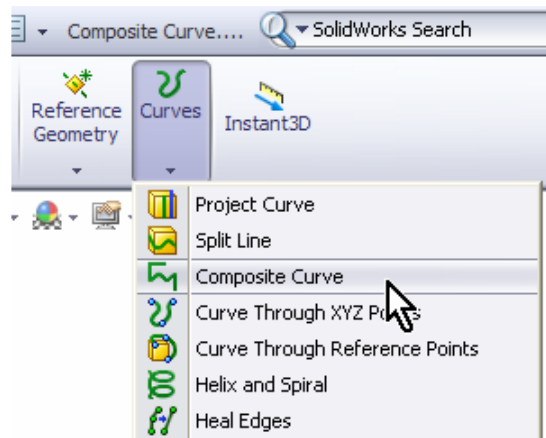 Composite Curve....
SolidWorks Search
Reference Geometry
Curves
Instant3D
Project Curve
Split Line
Composite Curve
Curve Through XYZ Points
Curve Through Reference Points
Helix and Spiral
Heal Edges